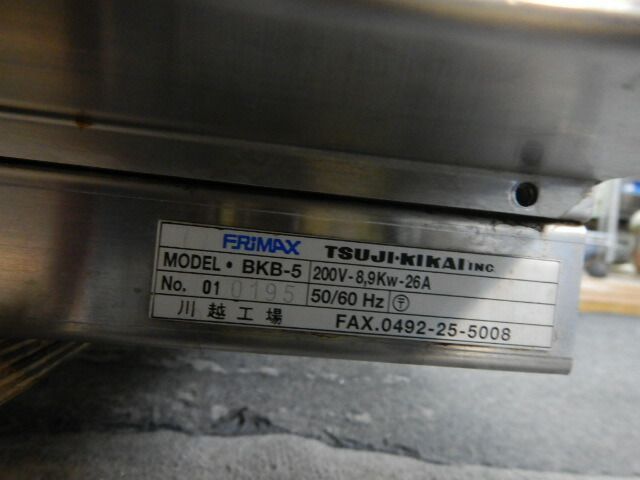 FRIMAX TSUJI·KIKAI INC
MODEL · BKB-5 200V-8,9Kw-26A
No. 01 0195 50/60 Hz 〒
川越工場 FAX.0492-25-5008